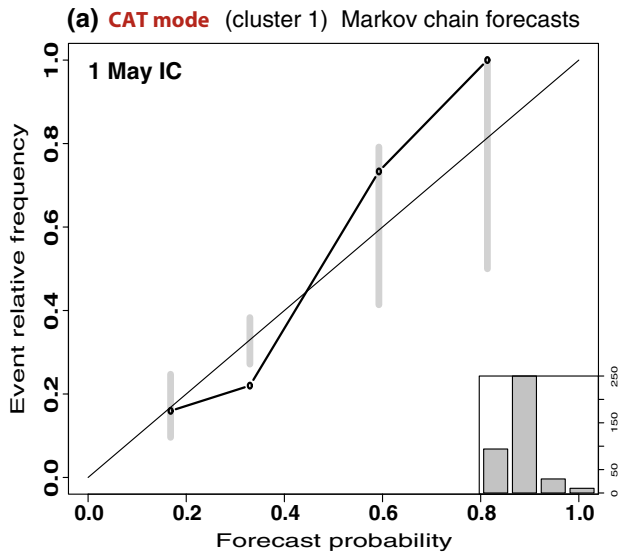 (a) CAT mode (cluster 1) Markov chain forecasts
1 May IC
Event relative frequency
1.0
0.8
0.6
0.4
0.2
0.0
250
150
50
0
0.0 0.2 0.4 0.6 0.8 1.0
Forecast probability